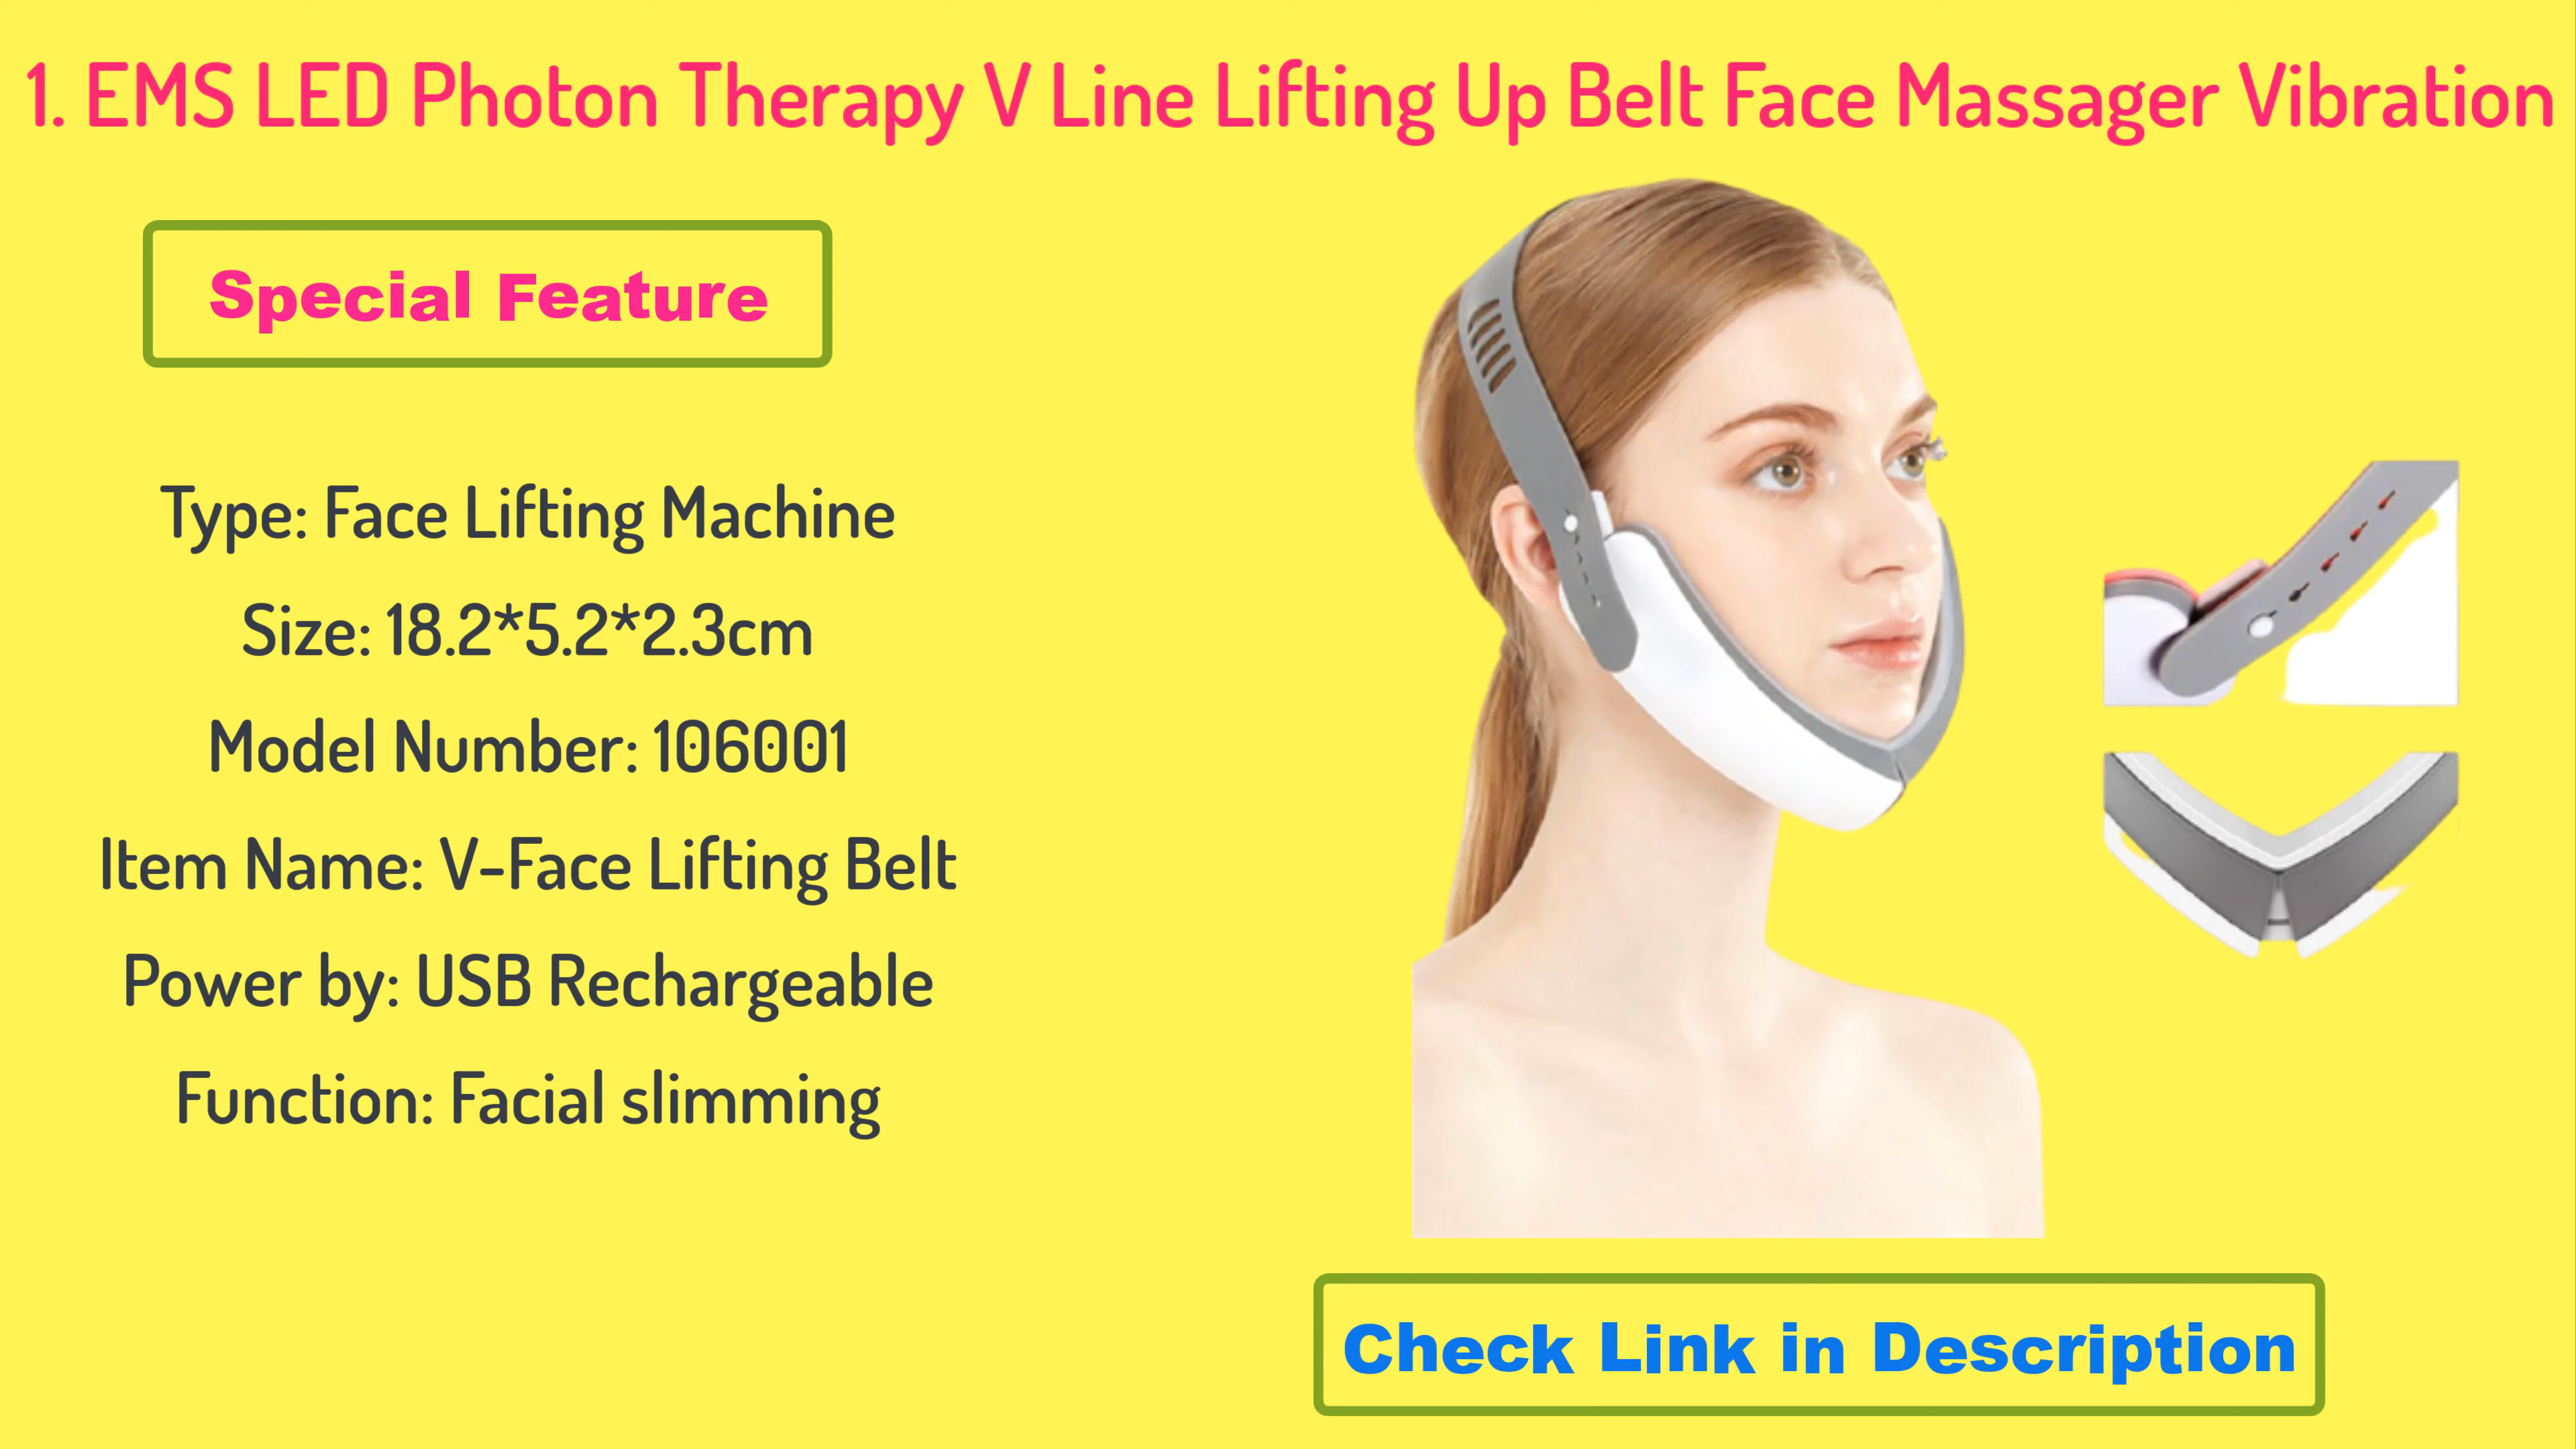 1. EMS LED Photon Therapy V Line Lifting Up Belt Face Massager Vibration
Special Feature
Type: Face Lifting Machine
Size: 18.2*5.2*2.3cm
Model Number: 106001
Item Name: V-Face Lifting Belt
Power by: USB Rechargeable
Function: Facial slimming
Check Link in Description